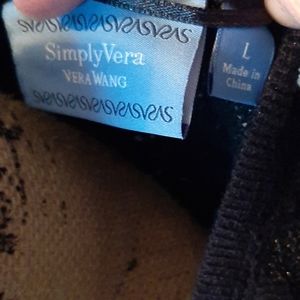 SimplyVera
VERA WANG
L
Made in
China